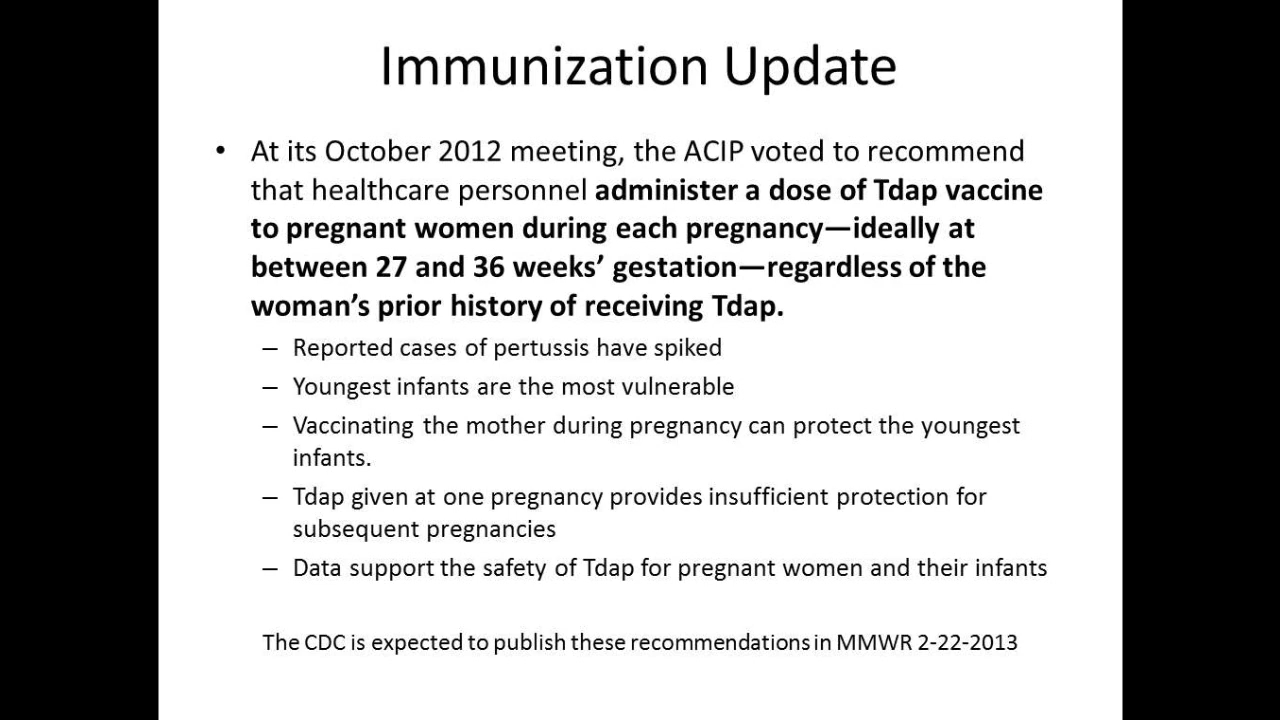 Immunization Update
• At its October 2012 meeting, the ACIP voted to recommend
that healthcare personnel administer a dose of Tdap vaccine
to pregnant women during each pregnancy—ideally at
between 27 and 36 weeks’ gestation—regardless of the
woman’s prior history of receiving Tdap.
– Reported cases of pertussis have spiked
– Youngest infants are the most vulnerable
– Vaccinating the mother during pregnancy can protect the youngest
infants.
– Tdap given at one pregnancy provides insufficient protection for
subsequent pregnancies
– Data support the safety of Tdap for pregnant women and their infants
The CDC is expected to publish these recommendations in MMWR 2-22-2013